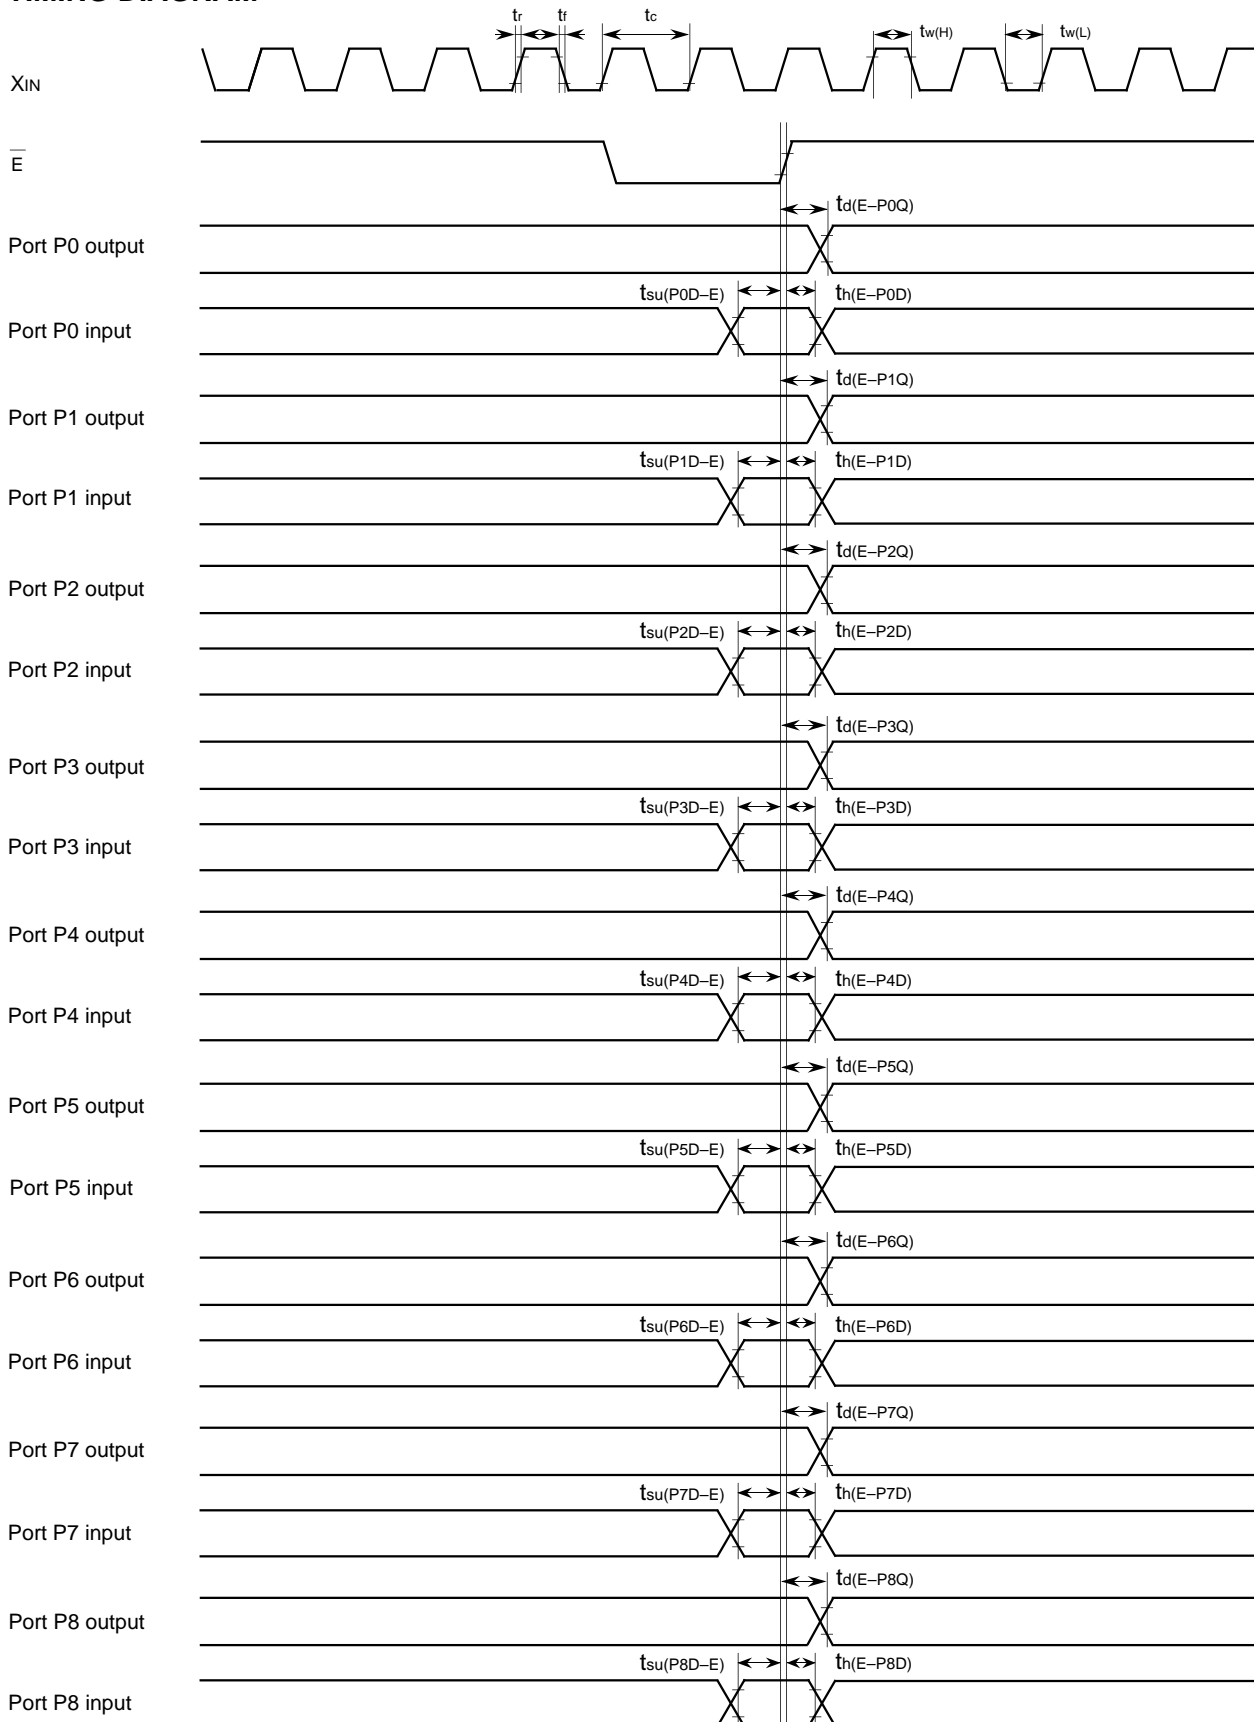 TIMING DIAGRAM
tr tf tc tw(H) tw(L)
XIN
E
td(E–P0Q)
Port P0 output
tsu(P0D–E) th(E–P0D)
Port P0 input
td(E–P1Q)
Port P1 output
tsu(P1D–E) th(E–P1D)
Port P1 input
td(E–P2Q)
Port P2 output
tsu(P2D–E) th(E–P2D)
Port P2 input
td(E–P3Q)
Port P3 output
tsu(P3D–E) th(E–P3D)
Port P3 input
td(E–P4Q)
Port P4 output
tsu(P4D–E) th(E–P4D)
Port P4 input
td(E–P5Q)
Port P5 output
tsu(P5D–E) th(E–P5D)
Port P5 input
td(E–P6Q)
Port P6 output
tsu(P6D–E) th(E–P6D)
Port P6 input
td(E–P7Q)
Port P7 output
tsu(P7D–E) th(E–P7D)
Port P7 input
td(E–P8Q)
Port P8 output
tsu(P8D–E) th(E–P8D)
Port P8 input